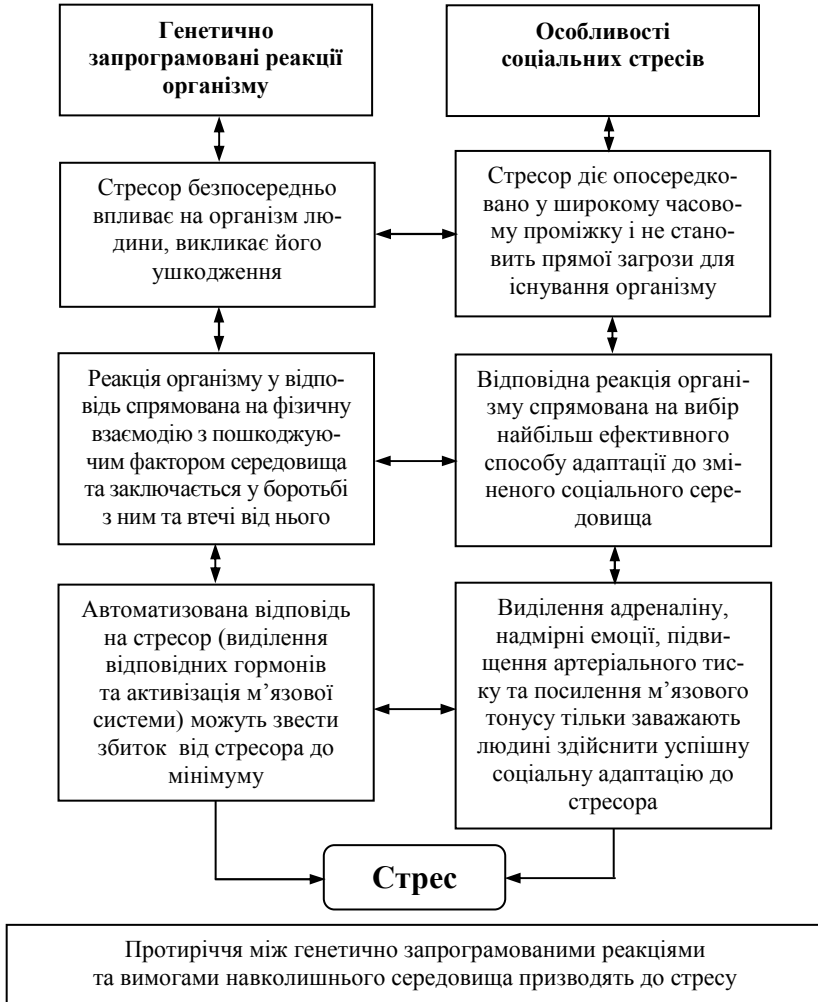 Генетично
запрограмовані реакції
організму
Особливості
соціальних стресів
Стресор безпосередньо
впливає на організм лю-
дини, викликає його
ушкодження
Стресор діє опосередко-
вано у широкому часово-
му проміжку і не стано-
вить прямої загрози для
існування організму
Реакція організму у відпо-
відь спрямована на фізичну
взаємодію з пошкоджую-
чим фактором середовища
та заключається у боротьбі
з ним та втечі від нього
Відповідна реакція органі-
зму спрямована на вибір
найбільш ефективного
способу адаптації до змі-
неного соціального сере-
довища
Автоматизована відповідь
на стресор (виділення
відповідних гормонів
та активізація м’язової
системи) можуть звести
збиток від стресора до
мінімуму
Виділення адреналіну,
надмірні емоції, підви-
щення артеріального тис-
ку та посилення м’язового
тонусу тільки заважають
людині здійснити успішну
соціальну адаптацію до
стресора
Стрес
Протиріччя між генетично запрограмованими реакціями
та вимогами навколишнього середовища призводять до стресу